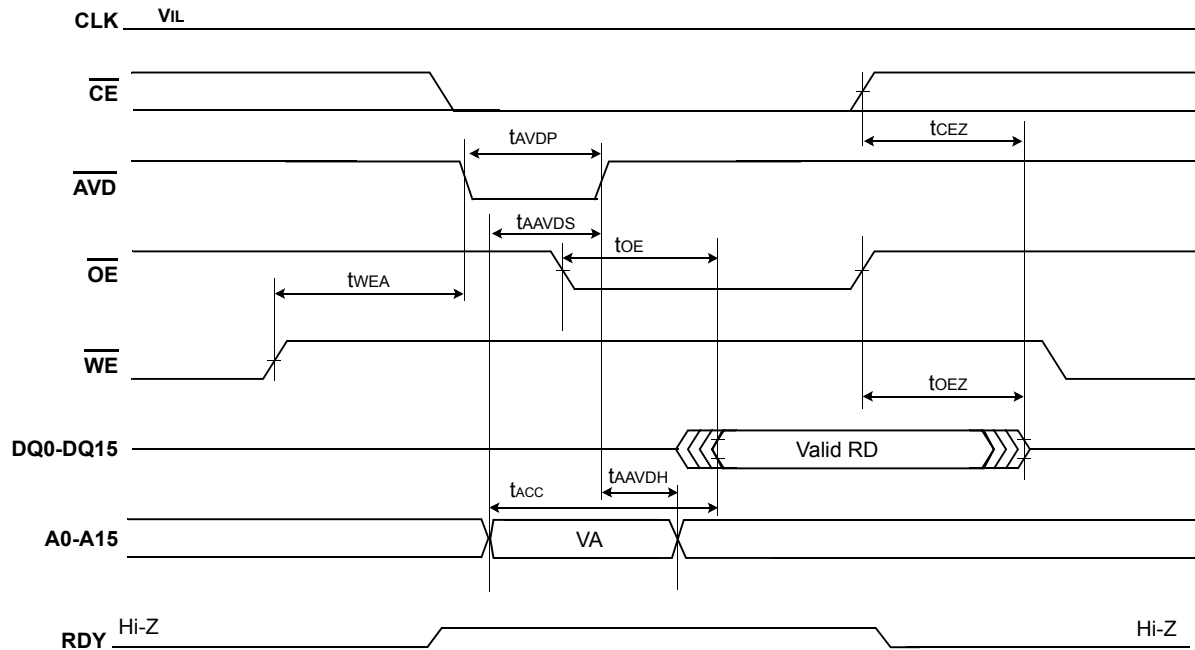 CLK VIL
CE
tCEZ
tAVDP
AVD
tAAVDS
tOE
OE
tWEA
WE
tOEZ
DQ0-DQ15 Valid RD
tAAVDH
tACC
A0-A15 VA
RDY Hi-Z Hi-Z